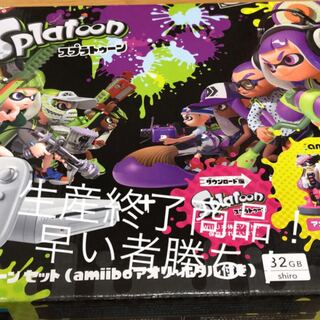 Splatoon
スプラトゥーン
生産終了商品!
早い者勝ち
ダウンロード版
Splatoon
スプラトゥーン
ーン セット (amiiboアオリ・ホタル付き)
32GB
shiro